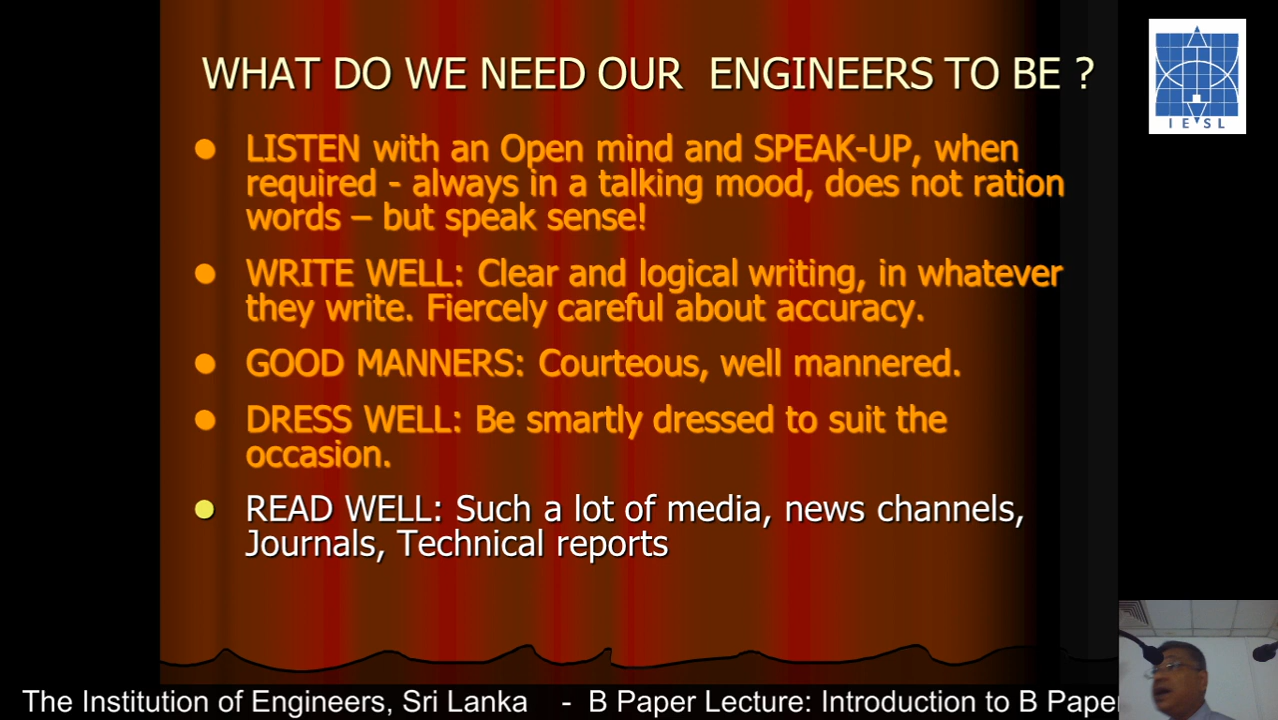 WHAT DO WE NEED OUR ENGINEERS TO BE ?
IESL
LISTEN with an Open mind and SPEAK-UP, when
required - always in a talking mood, does not ration
words – but speak sense!
WRITE WELL: Clear and logical writing, in whatever
they write. Fiercely careful about accuracy.
GOOD MANNERS: Courteous, well mannered.
DRESS WELL: Be smartly dressed to suit the
occasion.
READ WELL: Such a lot of media, news channels,
Journals, Technical reports
The Institution of Engineers, Sri Lanka - B Paper Lecture: Introduction to B Paper